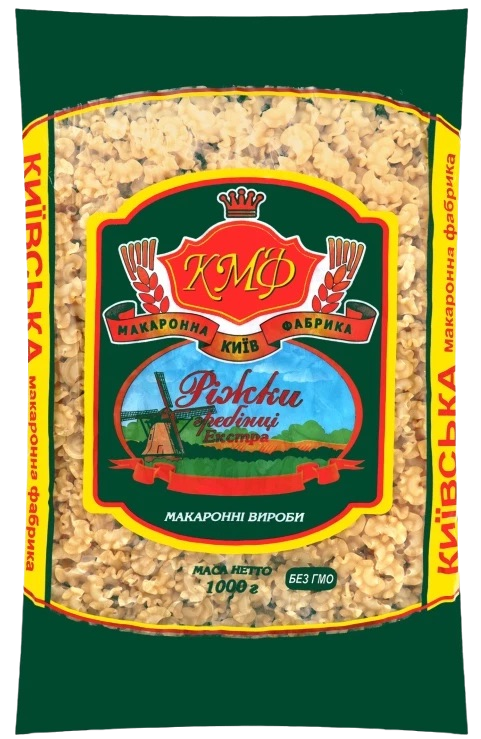 КМФ
МАКАРОННА КИЇВ ФАБРИКА
Ріжки
гребінці
Екстра
МАКАРОННІ ВИРОБИ
МАСА НЕТТО
1000 г
БЕЗ ГМО
КИЇВСЬКА макаронна фабрика
КИЇВСЬКА макаронна фабрика